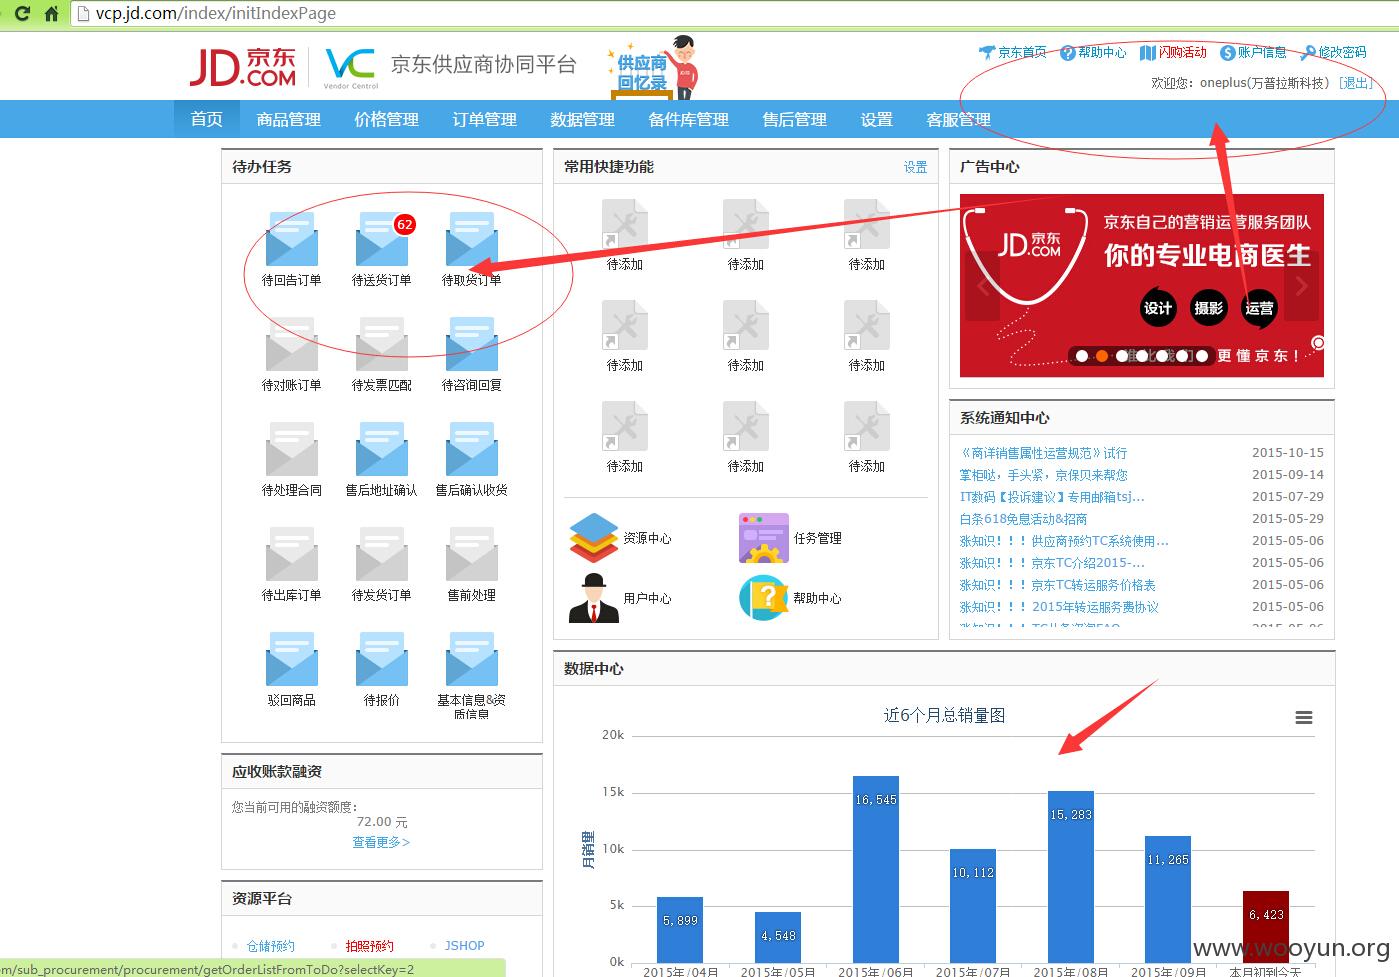 vcp.jd.com/index/initIndexPage
JD 京东
.COM
VC
Vendor Control
京东供应商协同平台
供应商
回忆录
京东首页 帮助中心 闪购活动 账户信息 修改密码
欢迎您: oneplus(万普拉斯科技) [退出]
首页 商品管理 价格管理 订单管理 数据管理 备件库管理 售后管理 设置 客服管理
待办任务
62
待回告订单 待送货订单 待取货订单
待对账订单 待发票匹配 待咨询回复
待处理合同 售后地址确认 售后确认收货
待出库订单 待发货订单 售前处理
驳回商品 待报价 基本信息&资
质信息
应收账款融资
您当前可用的融资额度:
72.00 元
查看更多>
资源平台
仓储预约 拍照预约 JSHOP
常用快捷功能 设置
待添加 待添加 待添加
待添加 待添加 待添加
待添加 待添加 待添加
资源中心 任务管理
用户中心 帮助中心
广告中心
JD 京东
.COM
京东自己的营销运营服务团队
你的专业电商医生
设计 摄影 运营
更懂京东!
系统通知中心
《商详销售属性运营规范》试行 2015-10-15
掌柜哒,手头紧,京保贝来帮您 2015-09-14
IT数码【投诉建议】专用邮箱tsj... 2015-07-29
白条618免息活动&招商 2015-05-29
涨知识!!!供应商预约TC系统使用... 2015-05-06
涨知识!!!京东TC介绍2015-... 2015-05-06
涨知识!!!京东TC转运服务价格表 2015-05-06
涨知识!!!2015年转运服务费协议 2015-05-06
数据中心
近6个月总销量图
月销量
20k
15k
10k
5k
0k
5,899
4,548
16,545
10,112
15,283
11,265
6,423
2015年/04月 2015年/05月 2015年/06月 2015年/07月 2015年/08月 2015年/09月 本月初到今天
www.wooyun.org
om/sub_procurement/procurement/getOrderListFromToDo?selectKey=2